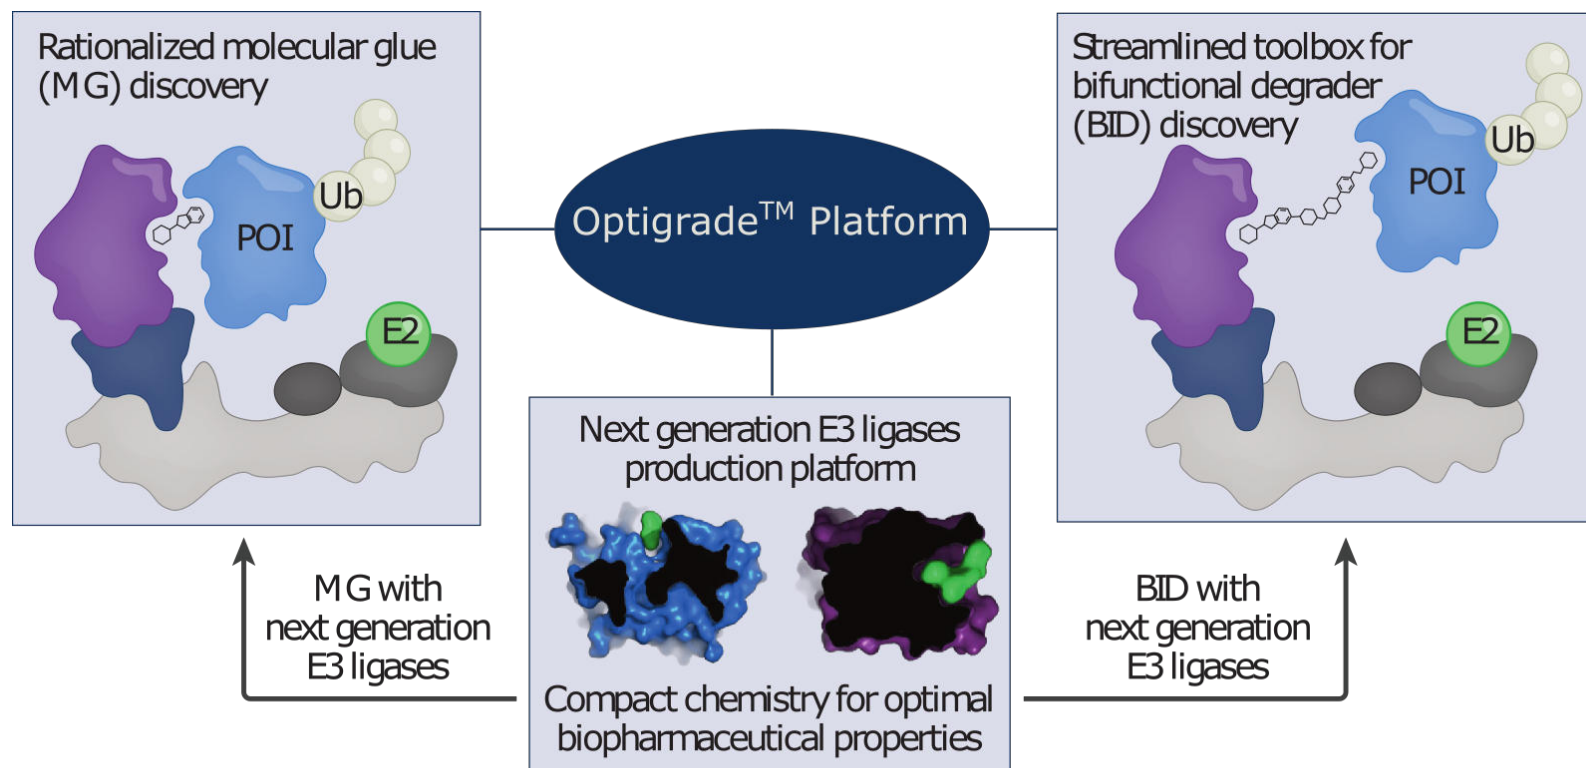 Rationalized molecular glue
(MG) discovery
Ub
POI
E2
Optigrade™ Platform
Streamlined toolbox for
bifunctional degrader
(BID) discovery
Ub
POI
E2
Next generation E3 ligases
production platform
Compact chemistry for optimal
biopharmaceutical properties
MG with
next generation
E3 ligases
BID with
next generation
E3 ligases